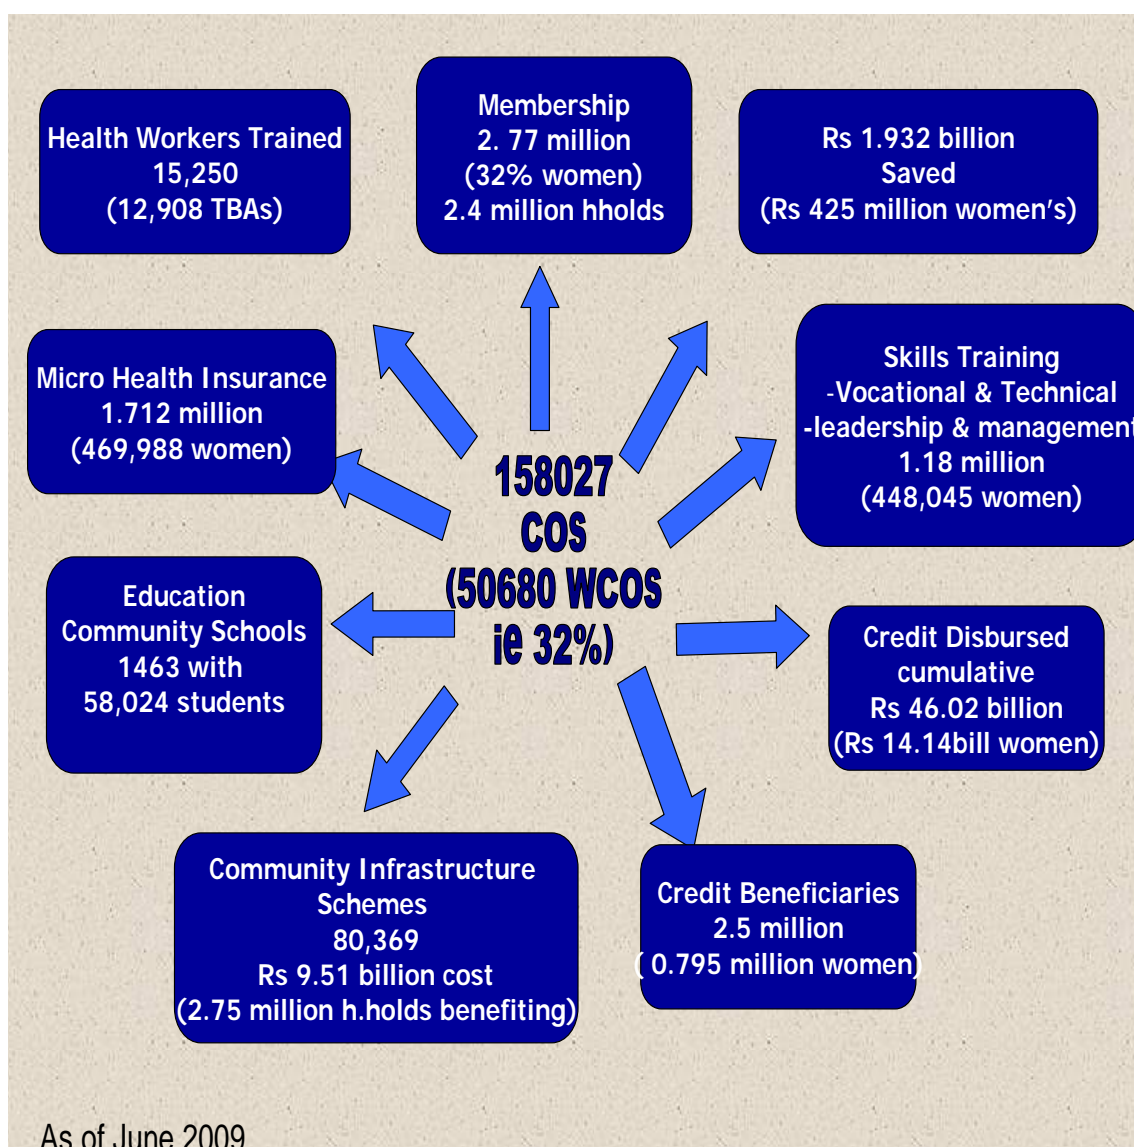 Health Workers Trained
15,250
(12,908 TBAs)
Membership
2. 77 million
(32% women)
2.4 million hholds
Rs 1.932 billion
Saved
(Rs 425 million women's)
Micro Health Insurance
1.712 million
(469,988 women)
Skills Training
-Vocational & Technical
-leadership & management
1.18 million
(448,045 women)
158027
COS
(50680 WCOS
ie 32%)
Education
Community Schools
1463 with
58,024 students
Credit Disbursed
cumulative
Rs 46.02 billion
(Rs 14.14bill women)
Community Infrastructure
Schemes
80,369
Rs 9.51 billion cost
(2.75 million h.holds benefiting)
Credit Beneficiaries
2.5 million
( 0.795 million women)
As of June 2009